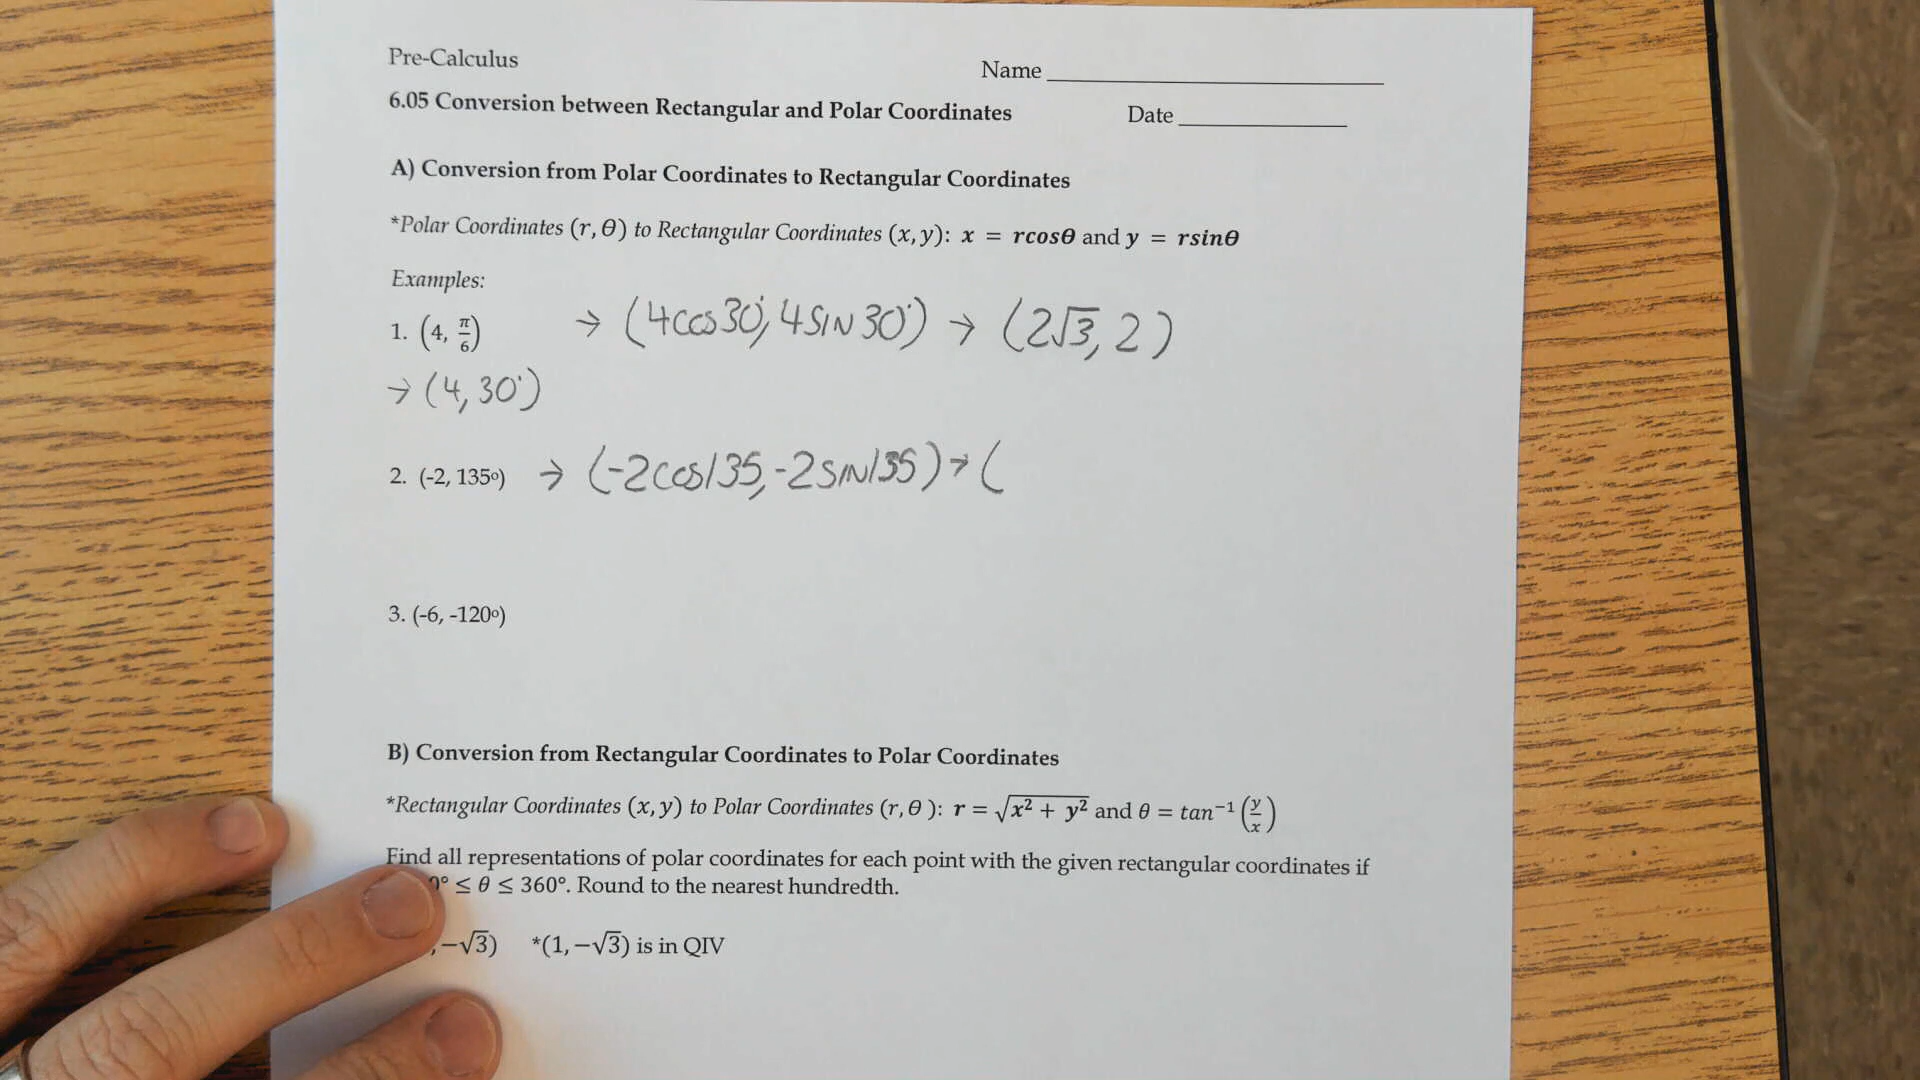 Pre-Calculus
Name
6.05 Conversion between Rectangular and Polar Coordinates
Date
A) Conversion from Polar Coordinates to Rectangular Coordinates
*Polar Coordinates (r, θ) to Rectangular Coordinates (x, y): x = rcosθ and y = rsinθ
Examples:
1. (4, π/6) → (4cos30°, 4SIN30°) → (2√3, 2)
→ (4, 30°)
2. (-2, 135°) → (-2cos135, -2SIN135) → (
3. (-6, -120°)
B) Conversion from Rectangular Coordinates to Polar Coordinates
*Rectangular Coordinates (x, y) to Polar Coordinates (r, θ ): r = √x² + y² and θ = tan⁻¹(y/x)
Find all representations of polar coordinates for each point with the given rectangular coordinates if
0° ≤ θ ≤ 360°. Round to the nearest hundredth.
, −√3) *(1, −√3) is in QIV